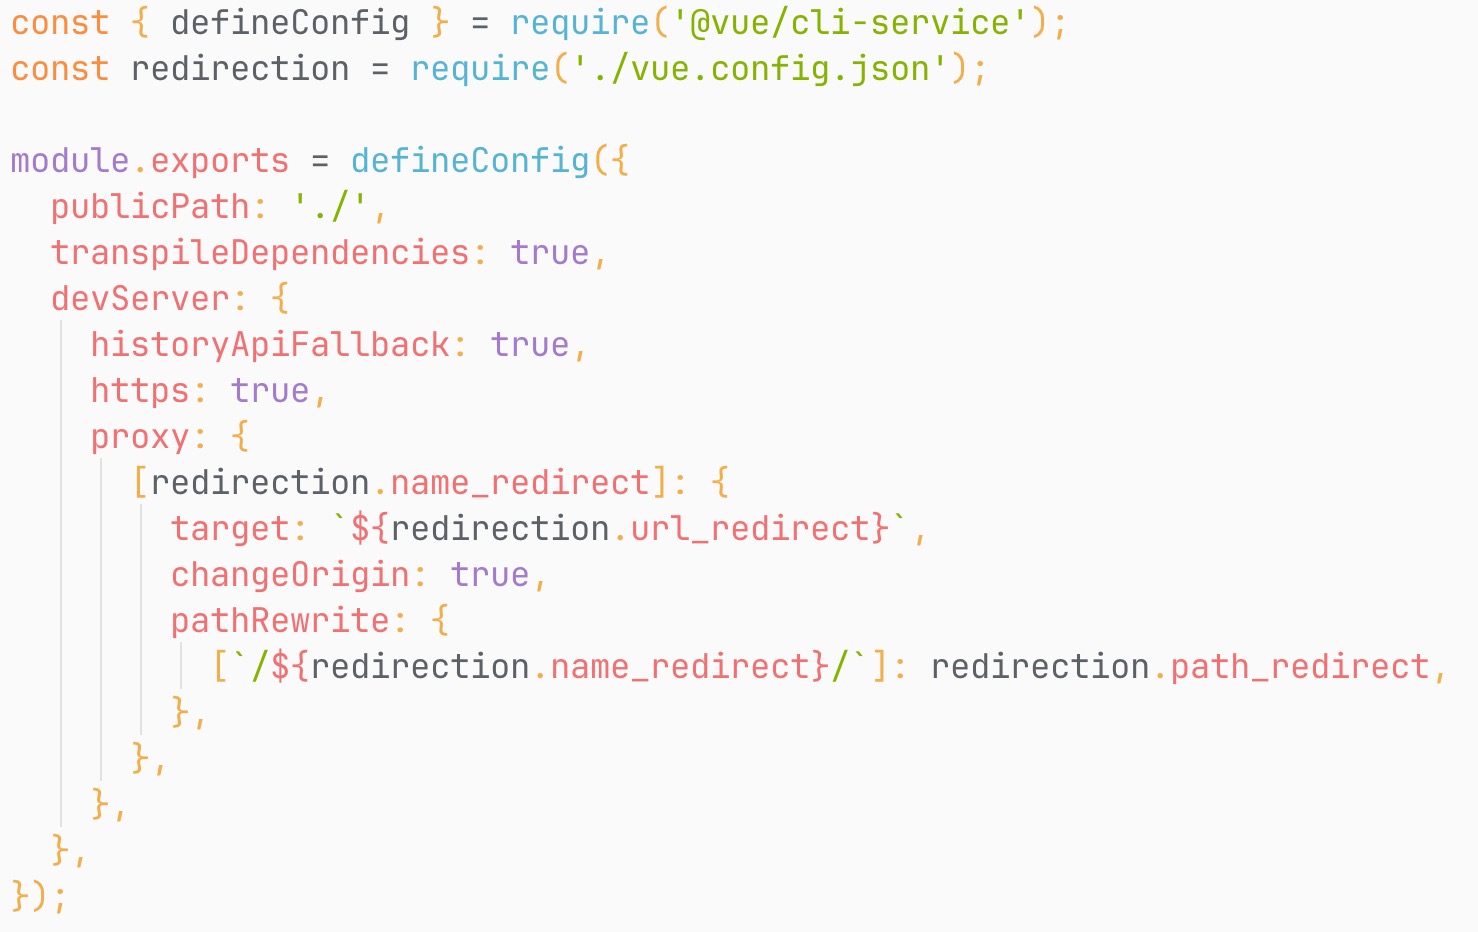 const { defineConfig } = require('@vue/cli-service');
const redirection = require('./vue.config.json');

module.exports = defineConfig({
  publicPath: './',
  transpileDependencies: true,
  devServer: {
    historyApiFallback: true,
    https: true,
    proxy: {
      [redirection.name_redirect]: {
        target: `${redirection.url_redirect}`,
        changeOrigin: true,
        pathRewrite: {
          [`/${redirection.name_redirect}/`]: redirection.path_redirect,
        },
      },
    },
  },
});